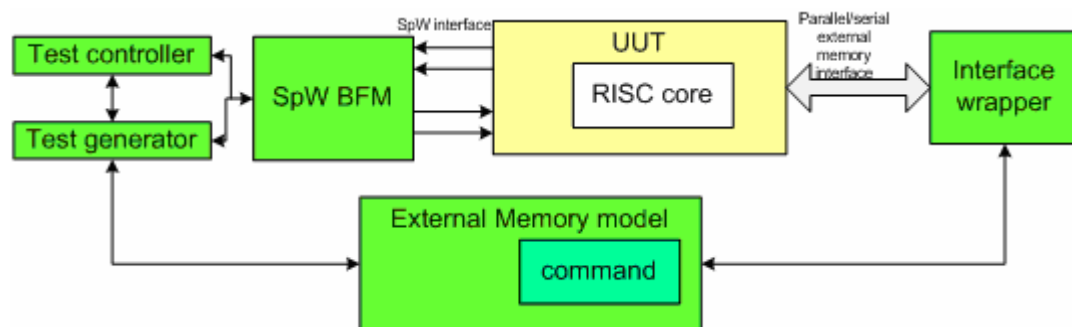 Test controller
Test generator
SpW BFM
SpW interface
UUT
RISC core
Parallel/serial
external
memory
interface
Interface
wrapper
External Memory model
command